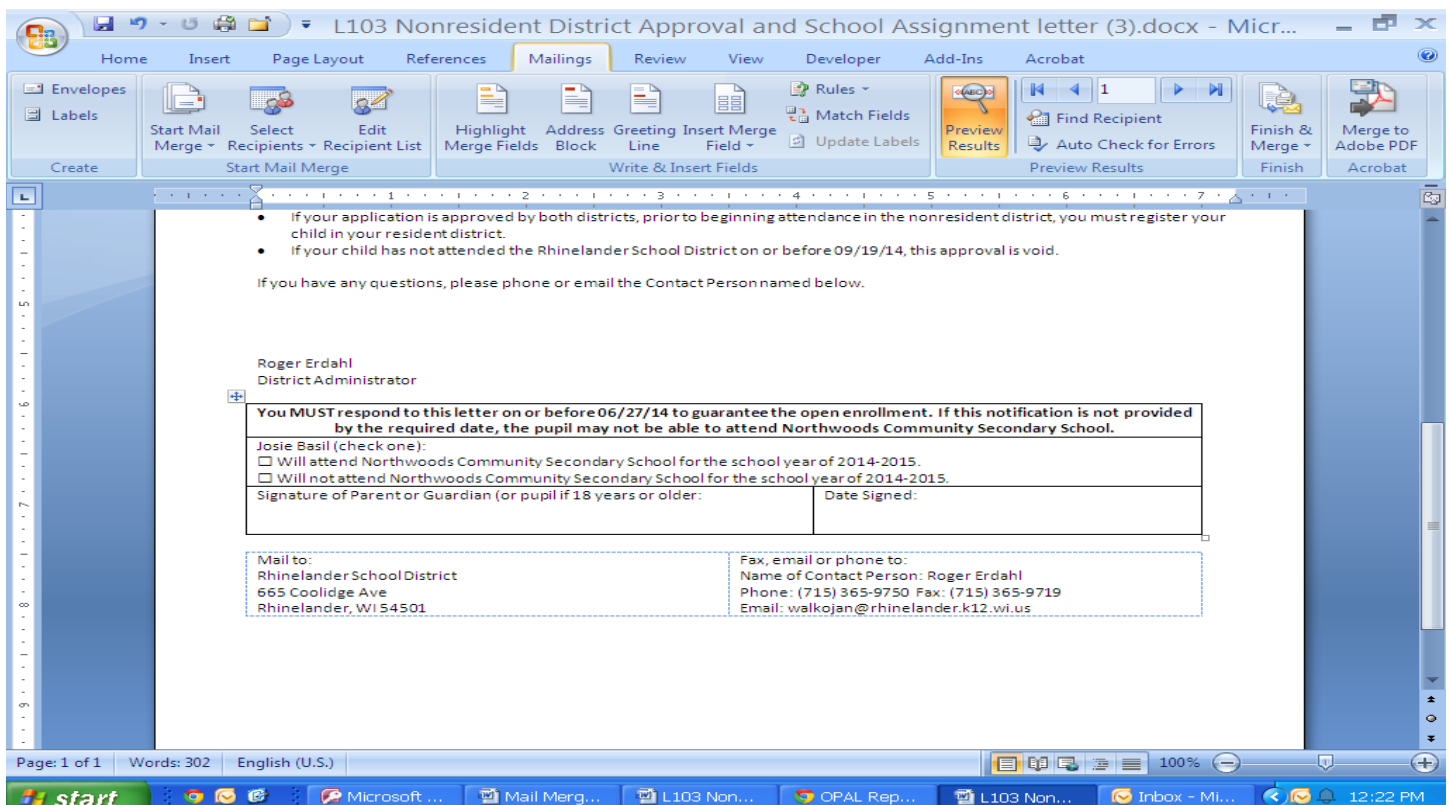 L103 Nonresident District Approval and School Assignment letter (3).docx - Micr...
Home Insert Page Layout References Mailings Review View Developer Add-Ins Acrobat
Envelopes
Labels
Create
Start Mail Merge
Select Recipients
Edit Recipient List
Start Mail Merge
Highlight Merge Fields
Address Block
Greeting Line
Insert Merge Field
Rules
Match Fields
Update Labels
Write & Insert Fields
ABC
Preview Results
1
Find Recipient
Auto Check for Errors
Preview Results
Finish & Merge
Finish
Merge to Adobe PDF
Acrobat
L
1 2 3 4 5 6 7
• If your application is approved by both districts, prior to beginning attendance in the nonresident district, you must register your
child in your resident district.
• If your child has not attended the Rhinelander School District on or before 09/19/14, this approval is void.
If you have any questions, please phone or email the Contact Person named below.
Roger Erdahl
District Administrator
You MUST respond to this letter on or before 06/27/14 to guarantee the open enrollment. If this notification is not provided
by the required date, the pupil may not be able to attend Northwoods Community Secondary School.
Josie Basil (check one):
☐ Will attend Northwoods Community Secondary School for the school year of 2014-2015.
☐ Will not attend Northwoods Community Secondary School for the school year of 2014-2015.
Signature of Parent or Guardian (or pupil if 18 years or older:
Date Signed:
Mail to:
Rhinelander School District
665 Coolidge Ave
Rhinelander, WI 54501
Fax, email or phone to:
Name of Contact Person: Roger Erdahl
Phone: (715) 365-9750 Fax: (715) 365-9719
Email: walkojan@rhinelander.k12.wi.us
5
6
7
8
9
Page: 1 of 1 Words: 302 English (U.S.) 100%
start Microsoft ... Mail Merg... L103 Non... OPAL Rep... L103 Non... Inbox - Mi... 12:22 PM